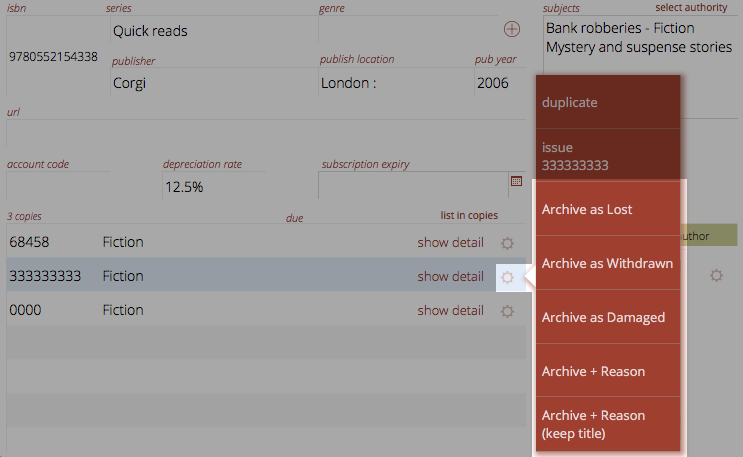 isbn series genre subjects select authority
Quick reads Bank robberies - Fiction
Mystery and suspense stories
9780552154338 publisher publish location pub year
Corgi London : 2006
url
duplicate
issue
333333333
account code depreciation rate subscription expiry
12.5%
3 copies due list in copies
68458 Fiction show detail
333333333 Fiction show detail
0000 Fiction show detail
Archive as Lost
Archive as Withdrawn
Archive as Damaged
Archive + Reason
Archive + Reason
(keep title)